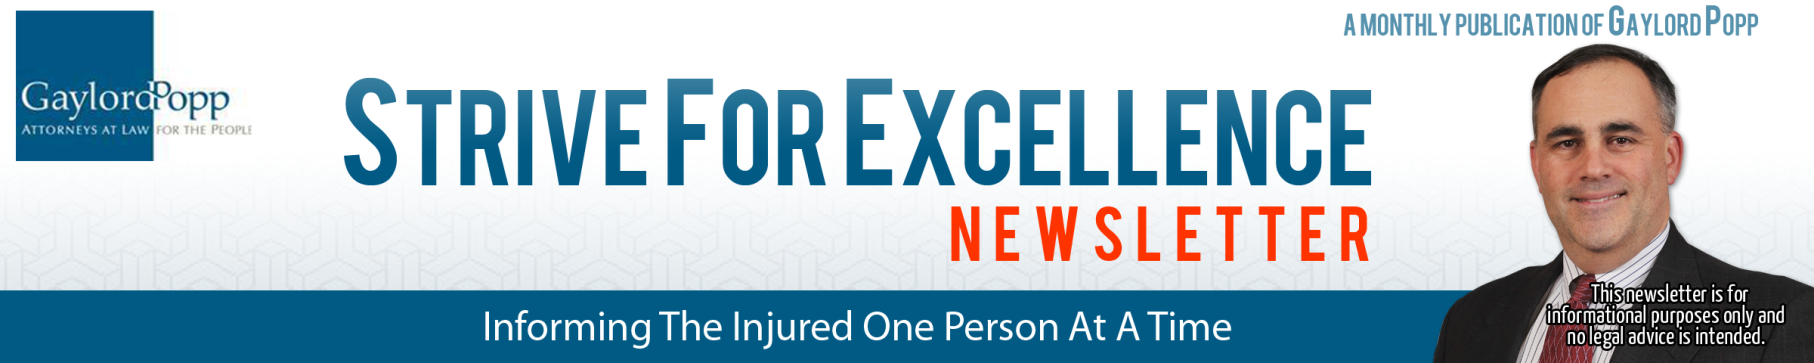 A MONTHLY PUBLICATION OF GAYLORD POPP
GaylordPopp
ATTORNEYS AT LAW FOR THE PEOPLE
STRIVE FOR EXCELLENCE
NEWSLETTER
Informing The Injured One Person At A Time
This newsletter is for
informational purposes only and
no legal advice is intended.